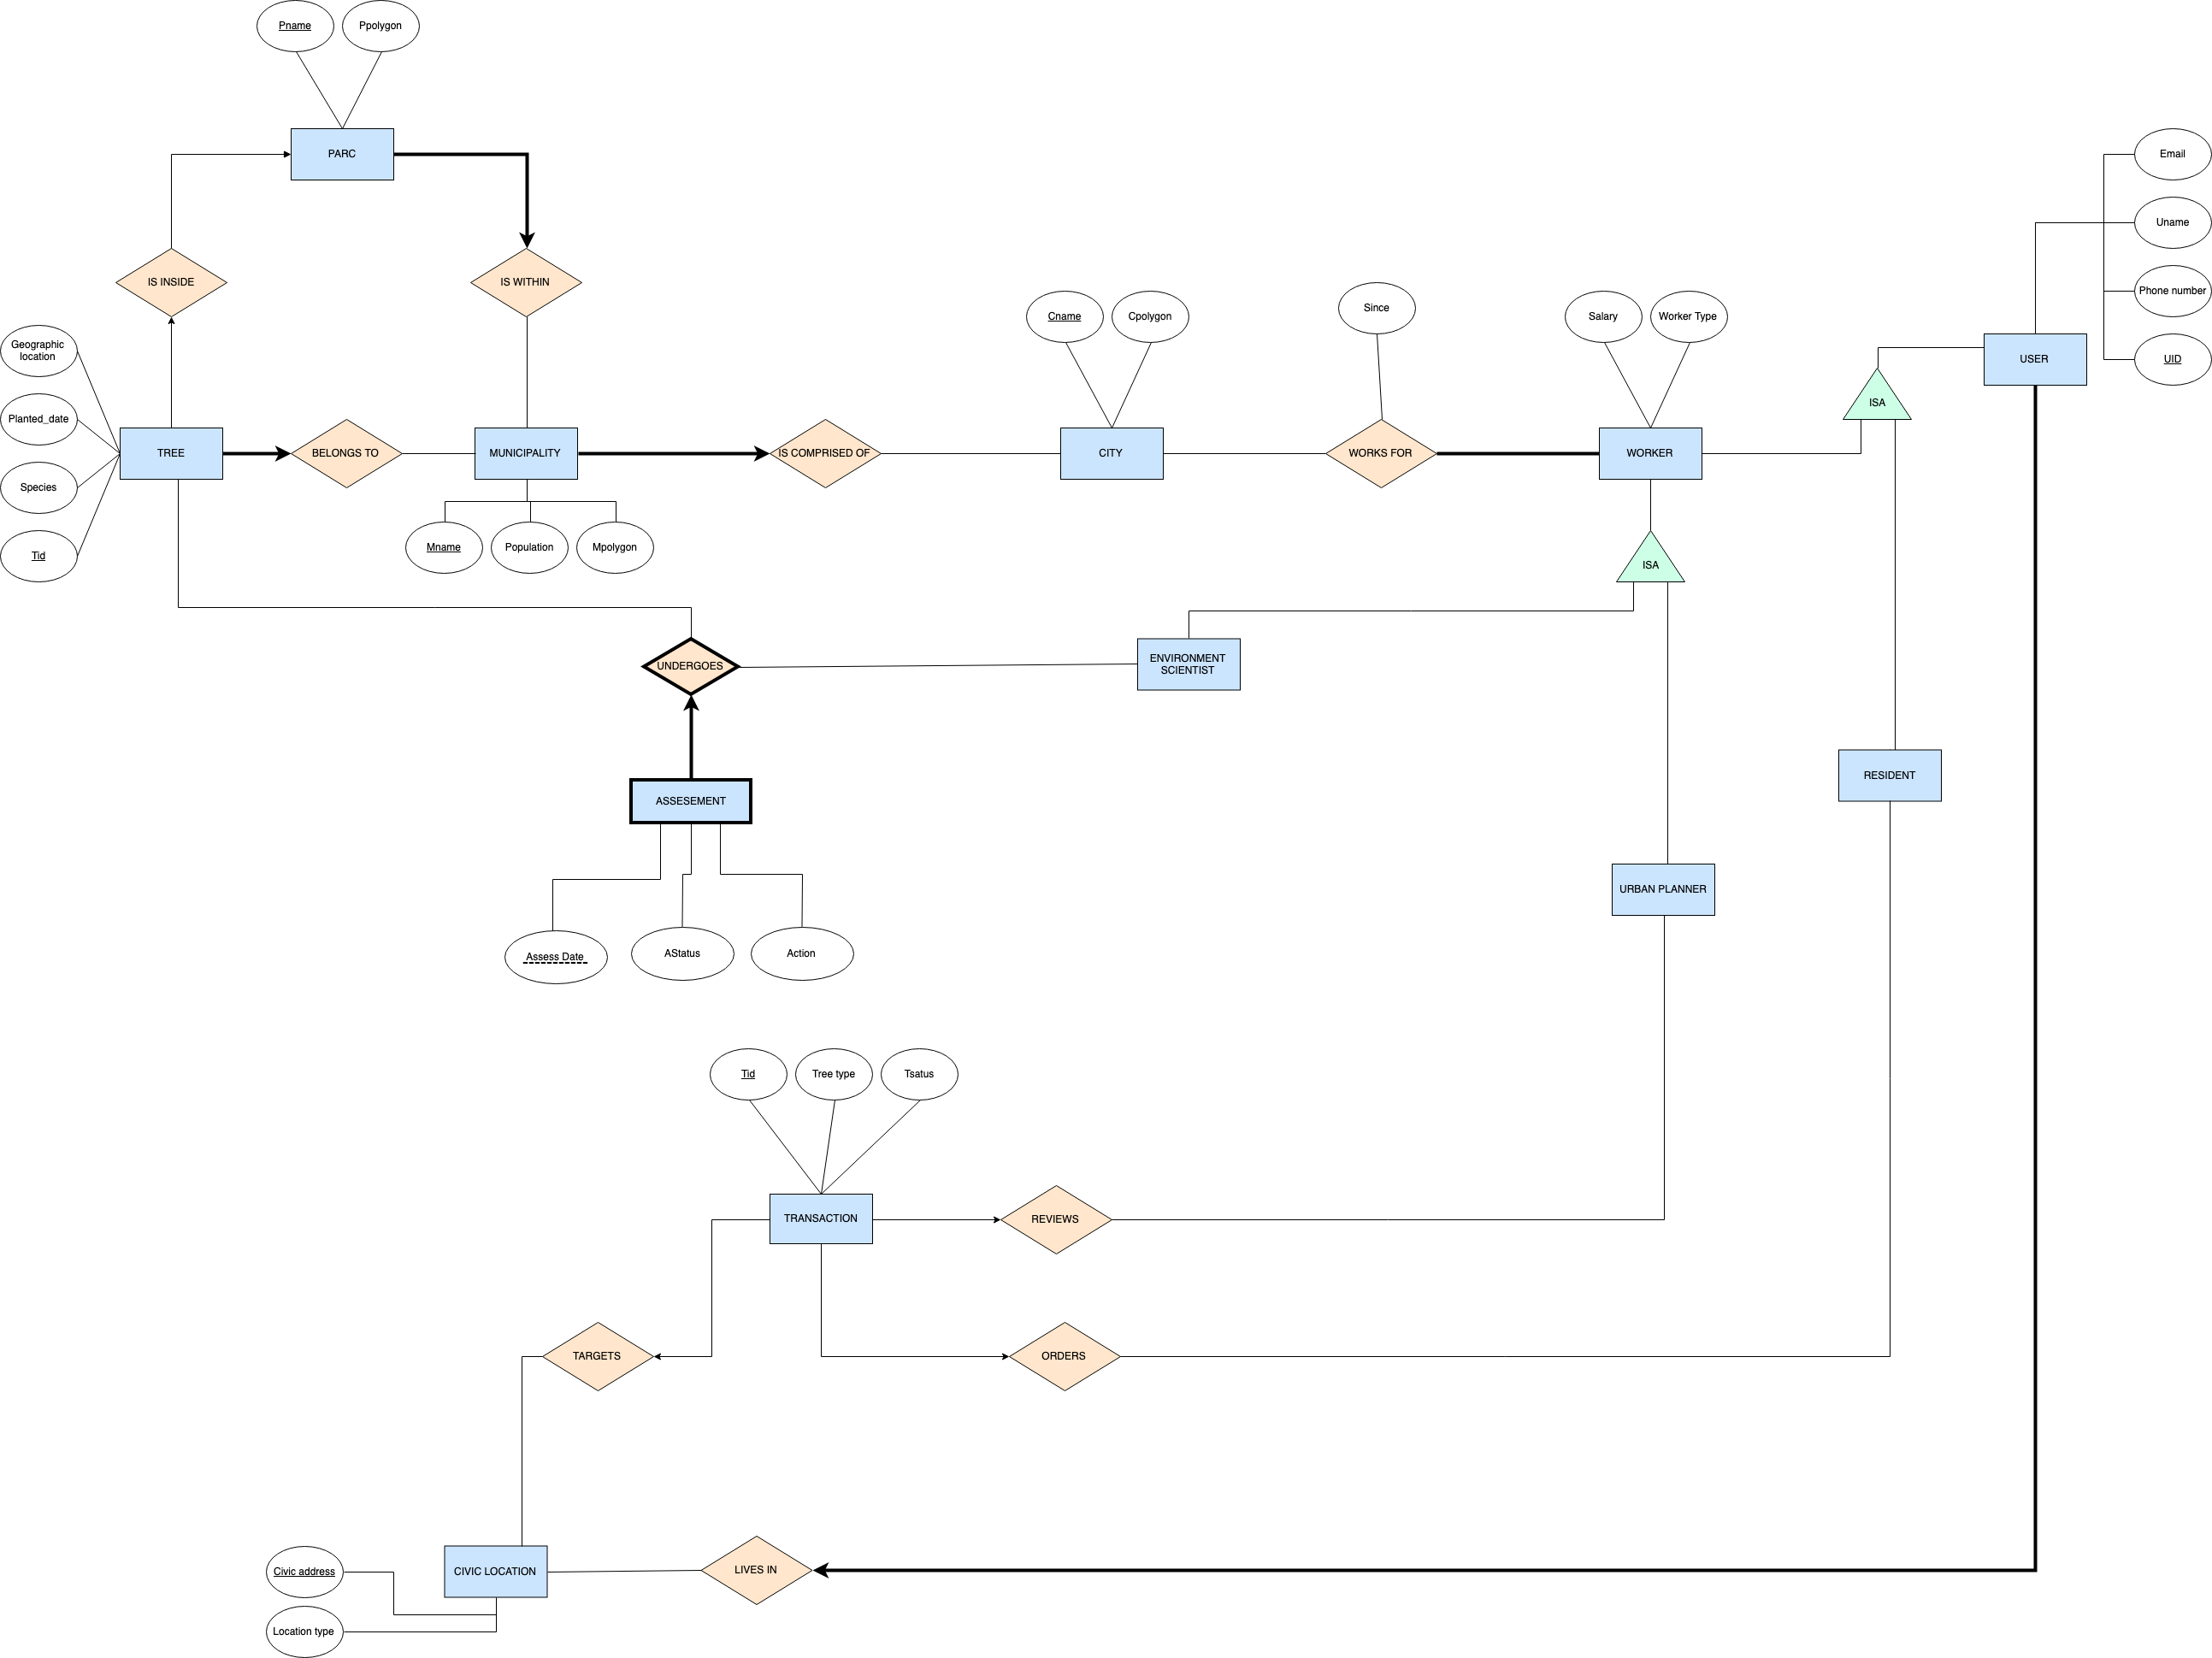 Pname
Ppolygon
PARC
Email
Uname
IS INSIDE
IS WITHIN
Phone number
Since
Cname
Cpolygon
Salary
Worker Type
Geographic
location
USER
UID
ISA
Planted_date
TREE
BELONGS TO
MUNICIPALITY
IS COMPRISED OF
CITY
WORKS FOR
WORKER
Species
Mname
Population
Mpolygon
Tid
ISA
UNDERGOES
ENVIRONMENT
SCIENTIST
RESIDENT
ASSESEMENT
URBAN PLANNER
Assess Date
AStatus
Action
Tid
Tree type
Tsatus
TRANSACTION
REVIEWS
TARGETS
ORDERS
Civic address
CIVIC LOCATION
LIVES IN
Location type